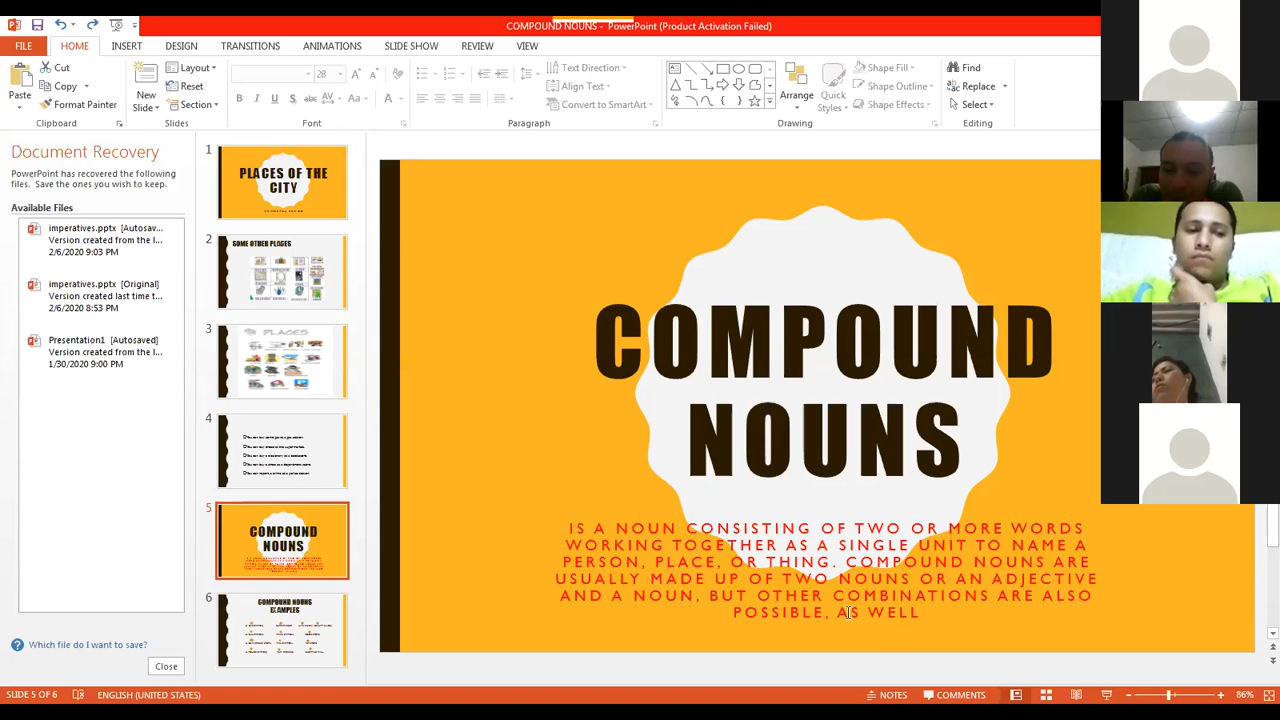 COMPOUND NOUNS - PowerPoint (Product Activation Failed)
FILE HOME INSERT DESIGN TRANSITIONS ANIMATIONS SLIDE SHOW REVIEW VIEW
Paste
Cut
Copy
Format Painter
Clipboard
New Slide
Layout
Reset
Section
Slides
28
Font
Text Direction
Align Text
Convert to SmartArt
Paragraph
Arrange
Quick Styles
Shape Fill
Shape Outline
Shape Effects
Drawing
Find
Replace
Select
Editing
Document Recovery
PowerPoint has recovered the following
files. Save the ones you wish to keep.
Available Files
imperatives.pptx [Autosav...
Version created from the l...
2/6/2020 9:03 PM
imperatives.pptx [Original]
Version created last time t...
2/6/2020 8:53 PM
Presentation1 [Autosaved]
Version created from the l...
1/30/2020 9:00 PM
Which file do I want to save?
Close
1
PLACES OF THE
CITY
2
SOME OTHER PLACES
3
PLACES
4
5
COMPOUND
NOUNS
6
COMPOUND NOUNS
EXAMPLES
COMPOUND
NOUNS
IS A NOUN CONSISTING OF TWO OR MORE WORDS
WORKING TOGETHER AS A SINGLE UNIT TO NAME A
PERSON, PLACE, OR THING. COMPOUND NOUNS ARE
USUALLY MADE UP OF TWO NOUNS OR AN ADJECTIVE
AND A NOUN, BUT OTHER COMBINATIONS ARE ALSO
POSSIBLE, AS WELL
SLIDE 5 OF 6 ENGLISH (UNITED STATES) NOTES COMMENTS 86%